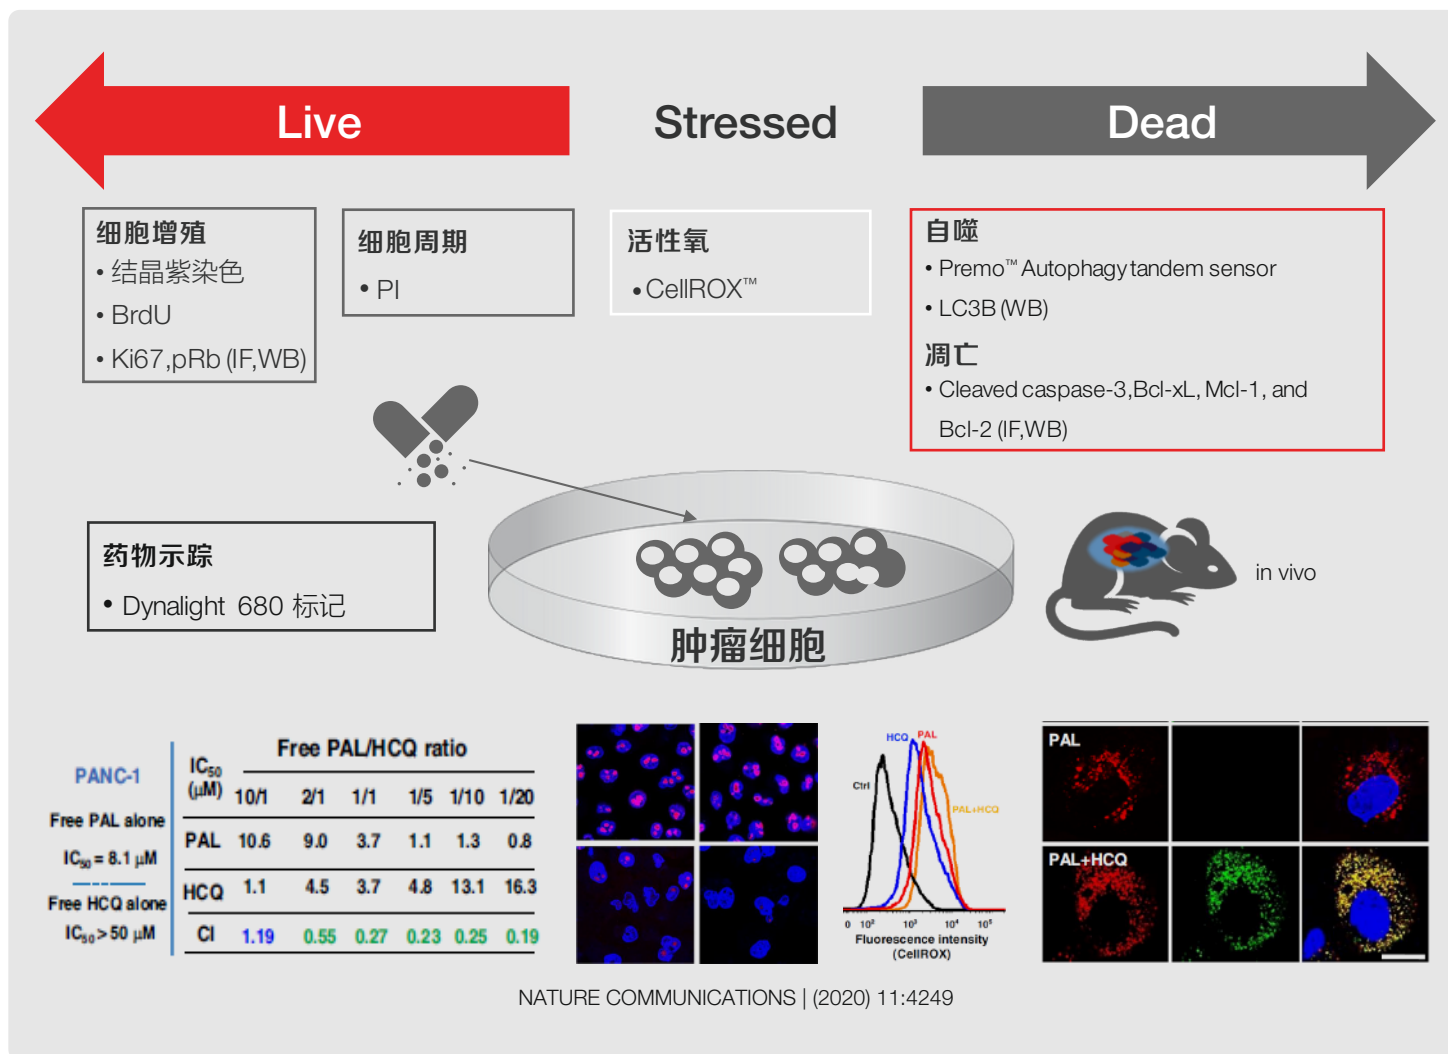 Live
Stressed
Dead
细胞增殖
• 结晶紫染色
• BrdU
• Ki67,pRb (IF,WB)
细胞周期
• PI
活性氧
• CellROX™
自噬
• Premo™ Autophagy tandem sensor
• LC3B (WB)
凋亡
• Cleaved caspase-3,Bcl-xL, Mcl-1, and
Bcl-2 (IF,WB)
药物示踪
• Dynalight 680 标记
肿瘤细胞
in vivo
PANC-1
Free PAL alone
IC50 = 8.1 µM
Free HCQ alone
IC50 > 50 µM
Free PAL/HCQ ratio
IC50
(µM) 10/1 2/1 1/1 1/5 1/10 1/20
PAL 10.6 9.0 3.7 1.1 1.3 0.8
HCQ 1.1 4.5 3.7 4.8 13.1 16.3
CI 1.19 0.55 0.27 0.23 0.25 0.19
HCQ PAL
Ctrl
PAL+HCQ
0 10² 10³ 10⁴ 10⁵
Fluorescence intensity
(CellROX)
PAL
PAL+HCQ
NATURE COMMUNICATIONS | (2020) 11:4249